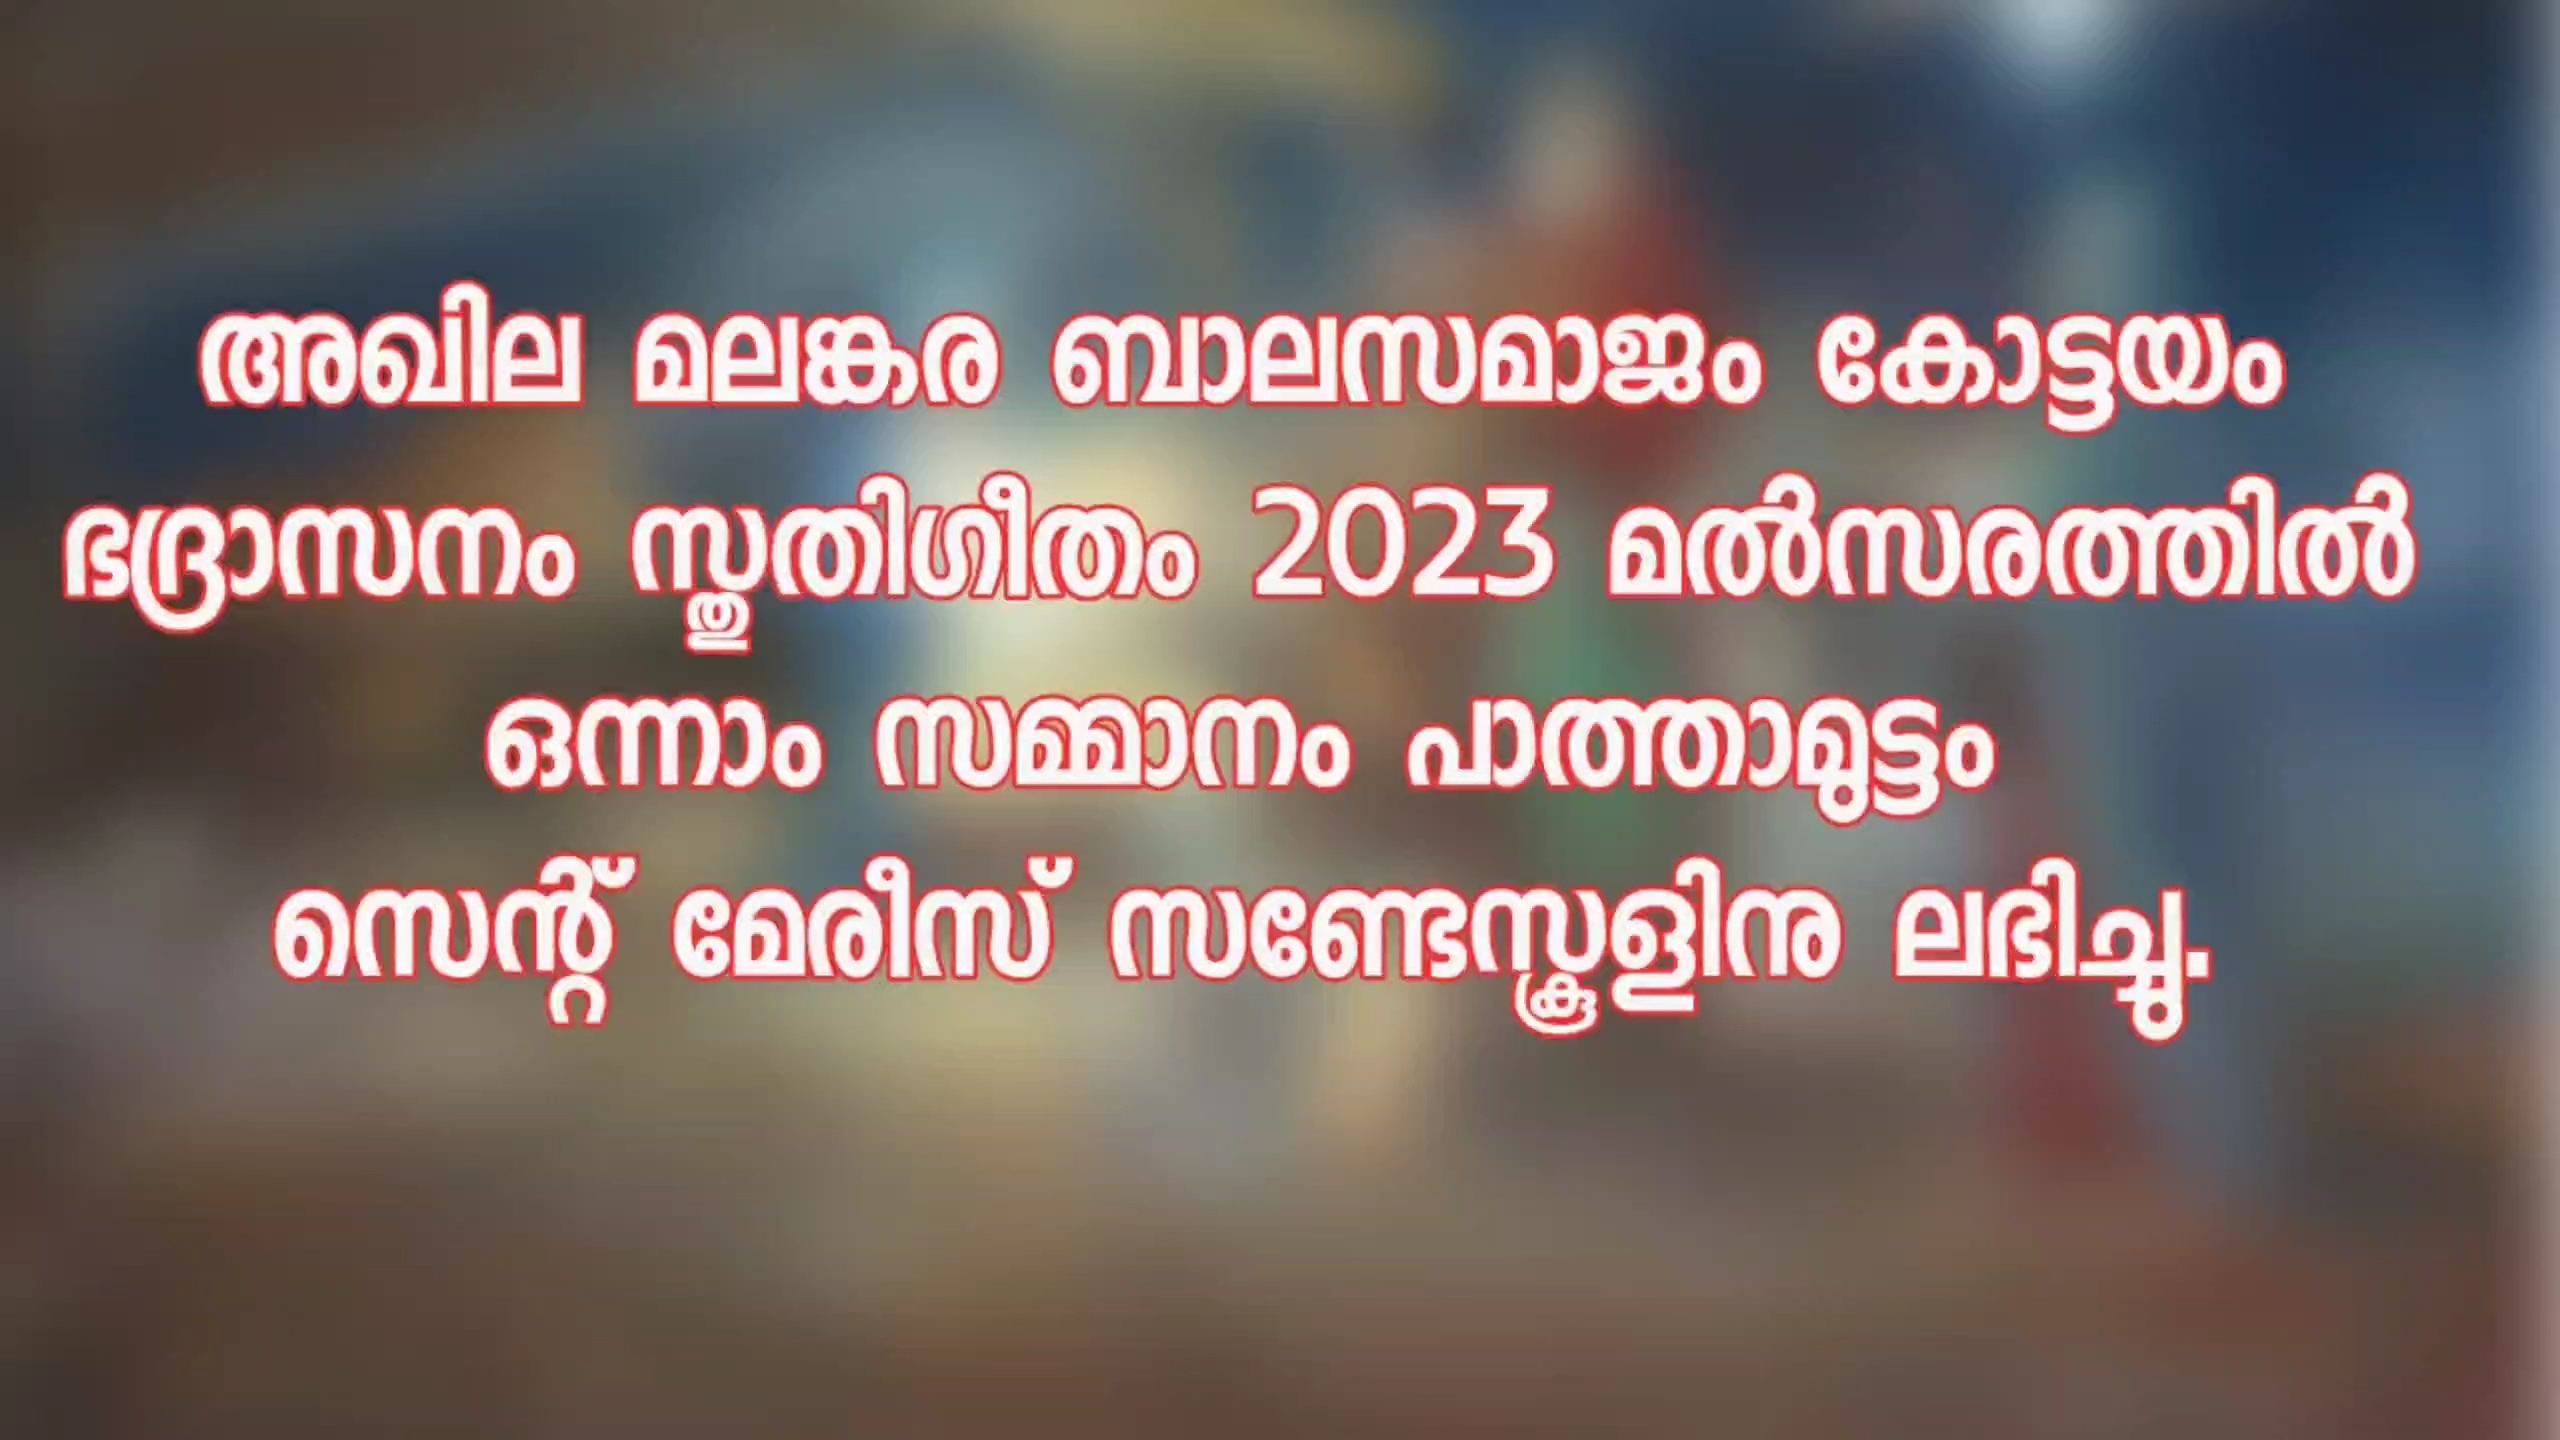 അഖില മലങ്കര ബാലസമാജം കോട്ടയം
ഭദ്രാസനം സ്തുതിഗീതം 2023 മൽസരത്തിൽ
ഒന്നാം സമ്മാനം പാത്താമുട്ടം
സെന്റ് മേരീസ് സണ്ടേസ്കൂളിനു ലഭിച്ചു.